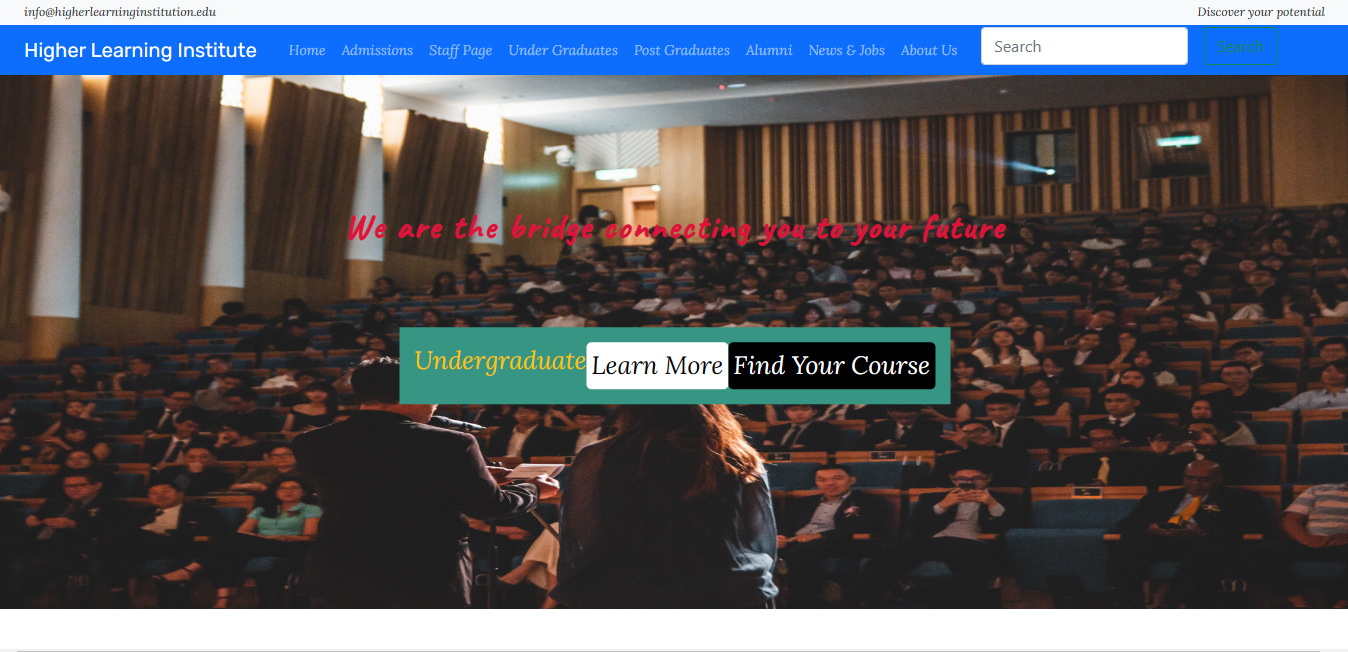 info@higherlearninginstitution.edu Discover your potential
Higher Learning Institute Home Admissions Staff Page Under Graduates Post Graduates Alumni News & Jobs About Us Search Search
We are the bridge connecting you to your future
Undergraduate Learn More Find Your Course